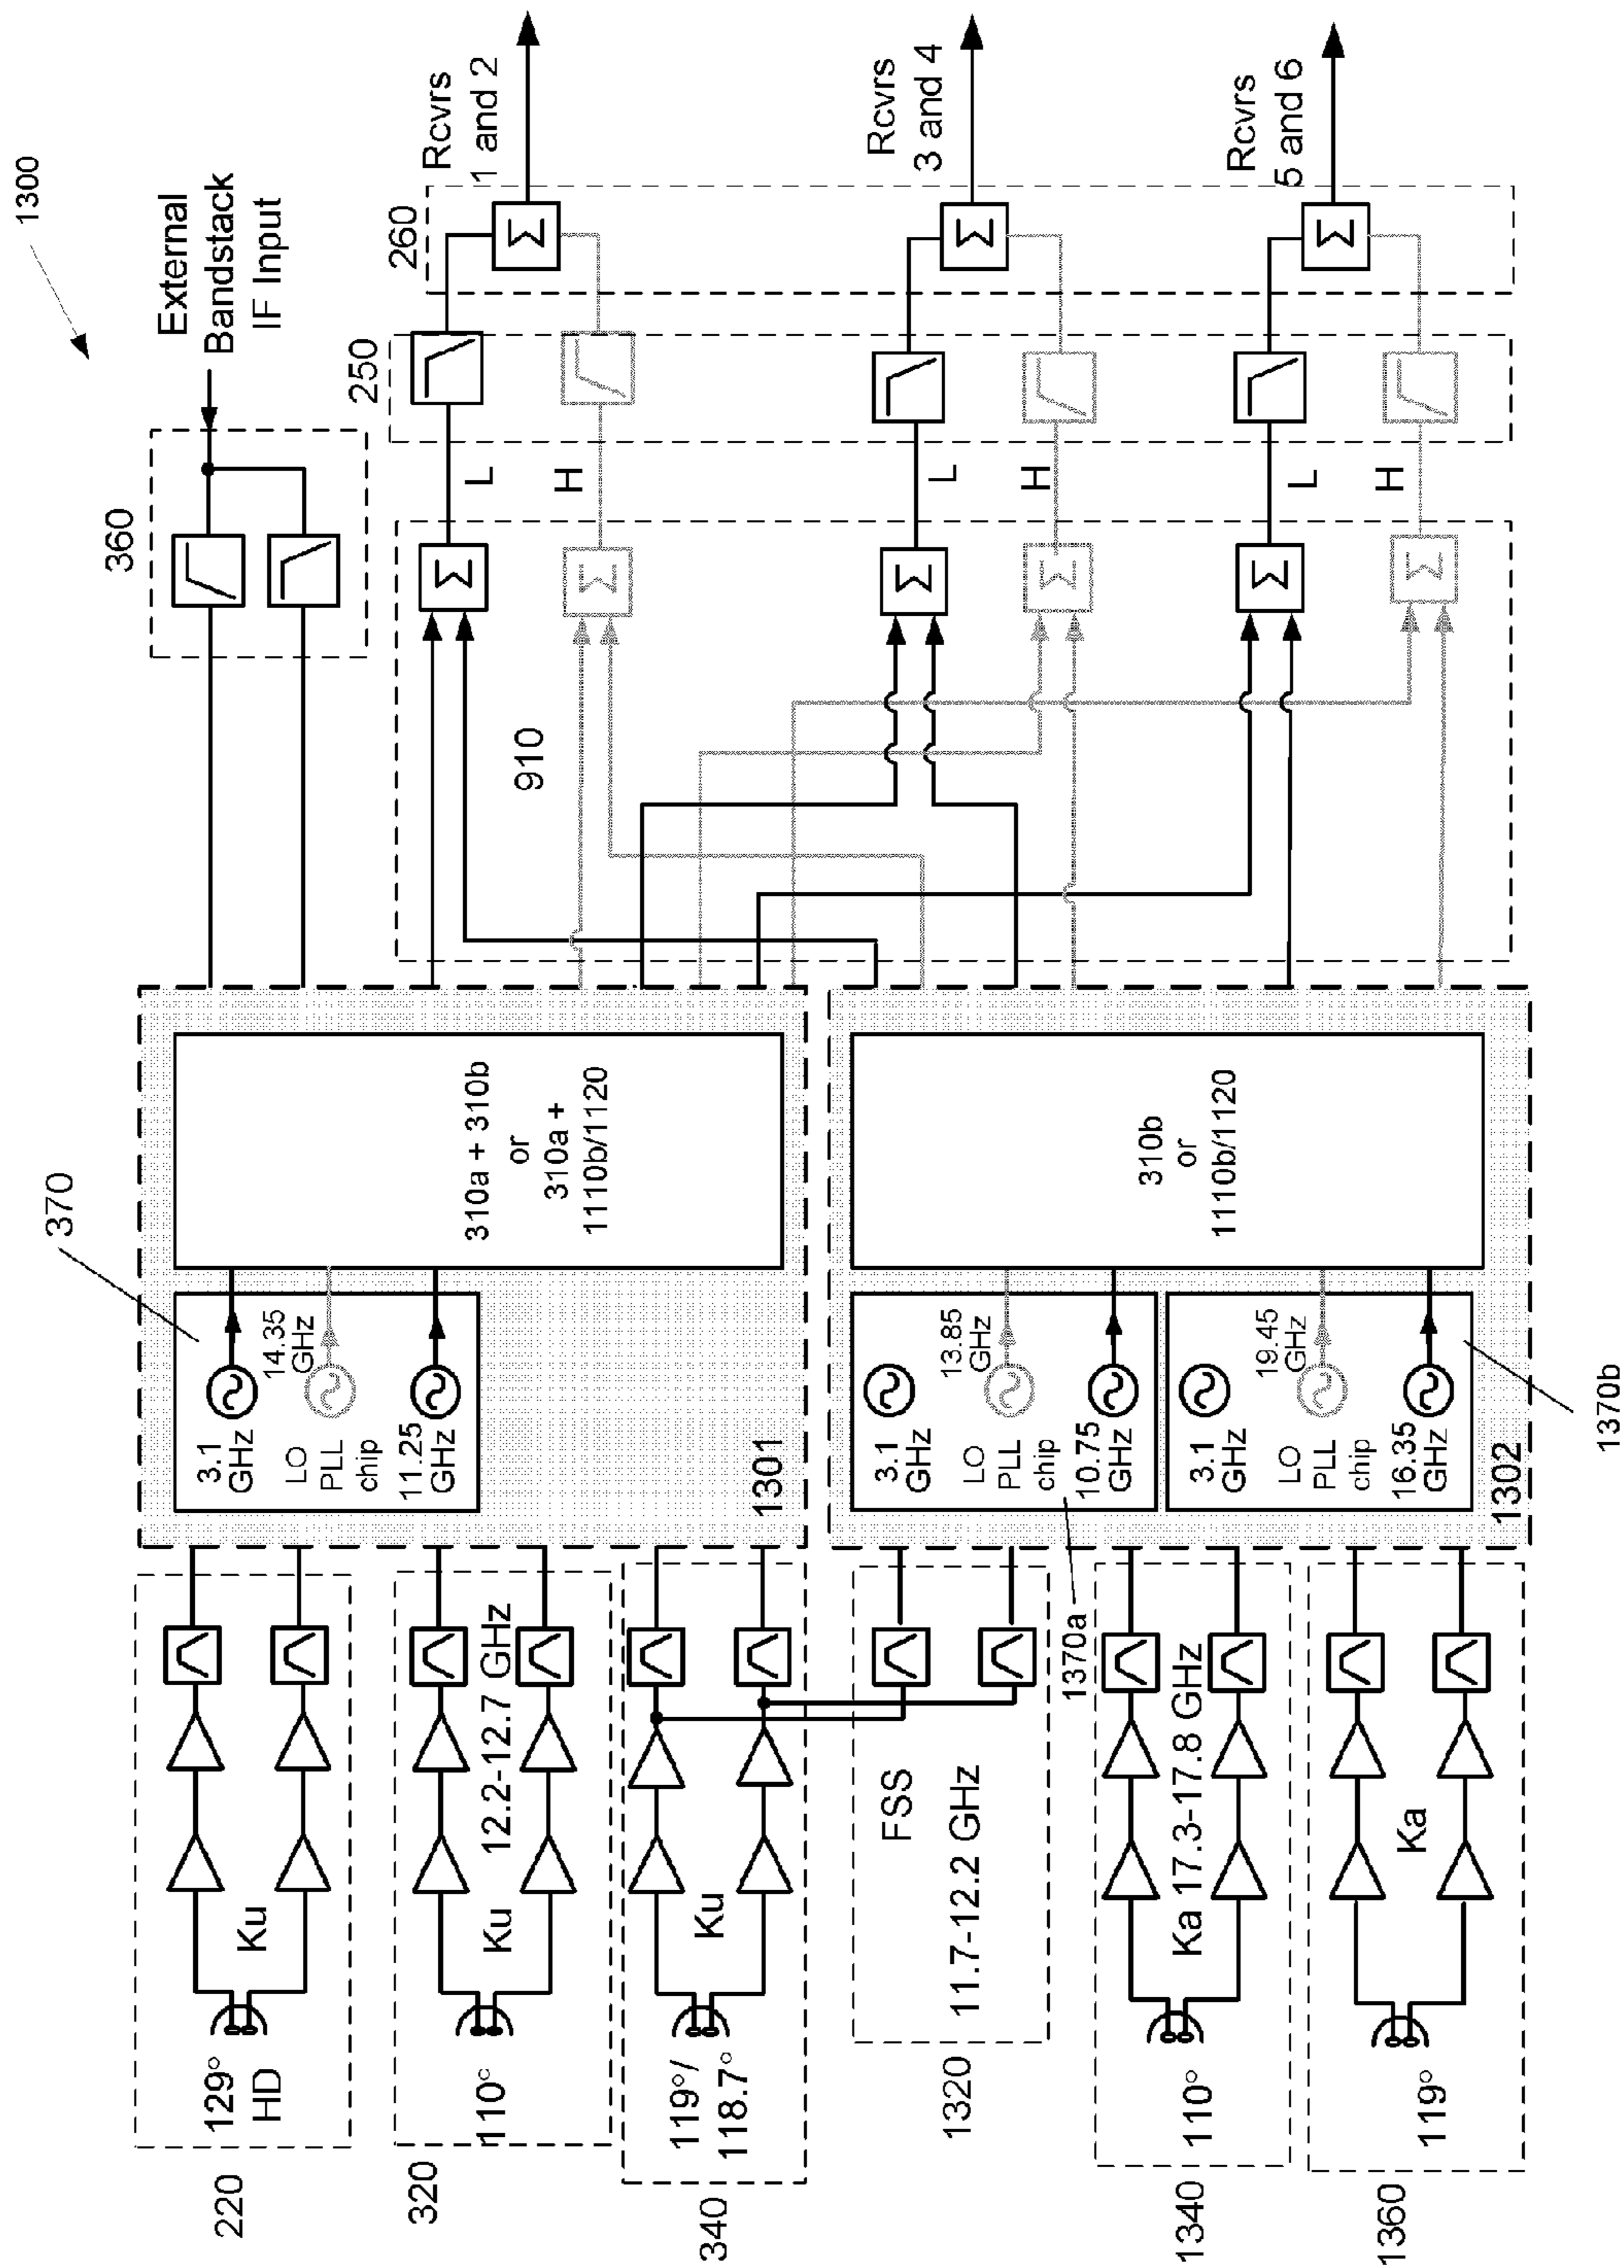 1300
External
Bandstack
IF Input
360
250
260
Rcvrs
1 and 2
Rcvrs
3 and 4
Rcvrs
5 and 6
Σ
Σ
Σ
L
H
L
H
L
H
Σ
Σ
Σ
Σ
Σ
Σ
910
370
310a + 310b
or
310a +
1110b/1120
3.1
GHz
14.35
GHz
LO
PLL
chip
11.25
GHz
1301
310b
or
1110b/1120
3.1
GHz
13.85
GHz
LO
PLL
chip
10.75
GHz
3.1
GHz
19.45
GHz
LO
PLL
chip
16.35
GHz
1302
1370a
1370b
129°
HD
Ku
220
110°
Ku
12.2-12.7 GHz
320
119°/
118.7°
Ku
340
FSS
11.7-12.2 GHz
1320
110°
Ka 17.3-17.8 GHz
1340
119°
Ka
1360